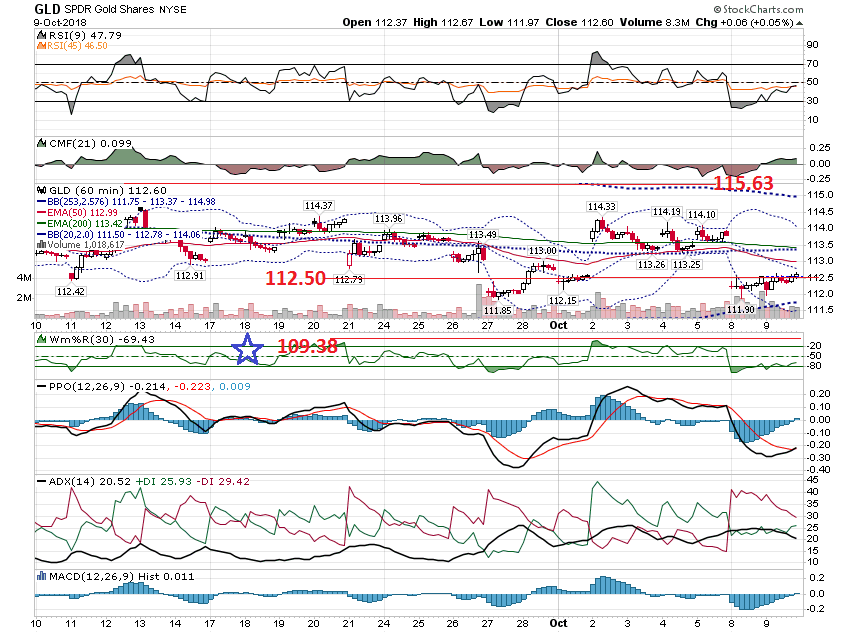 GLD SPDR Gold Shares NYSE
© StockCharts.com
9-Oct-2018
Open 112.37 High 112.67 Low 111.97 Close 112.60 Volume 8.3M Chg +0.06 (+0.05%)
RSI(9) 47.79
RSI(45) 46.50
90
70
50
30
10
CMF(21) 0.099
0.25
0.00
-0.25
GLD (60 min) 112.60
BB(253,2.576) 111.75 - 113.37 - 114.98
EMA(50) 112.99
EMA(200) 113.42
BB(20,2.0) 111.50 - 112.78 - 114.06
Volume 1,018,617
115.63
115.0
114.5
114.0
113.5
113.0
112.5
112.0
111.5
4M
2M
112.42
112.91
114.37
112.79
113.96
113.49
111.85
113.00
112.15
114.33
113.26
114.19
113.25
114.10
111.90
112.50
10 11 12 13 14 17 18 19 20 21 24 25 26 27 28 Oct 2 3 4 5 8 9
Wm%R(30) -69.43
109.38
-20
-50
-80
PPO(12,26,9) -0.214, -0.223, 0.009
0.20
0.10
0.00
-0.10
-0.20
-0.30
-0.40
ADX(14) 20.52 +DI 25.93 -DI 29.42
45
40
35
30
25
20
15
10
MACD(12,26,9) Hist 0.011
0.2
0.0
-0.2
10 11 12 13 14 17 18 19 20 21 24 25 26 27 28 Oct 2 3 4 5 8 9